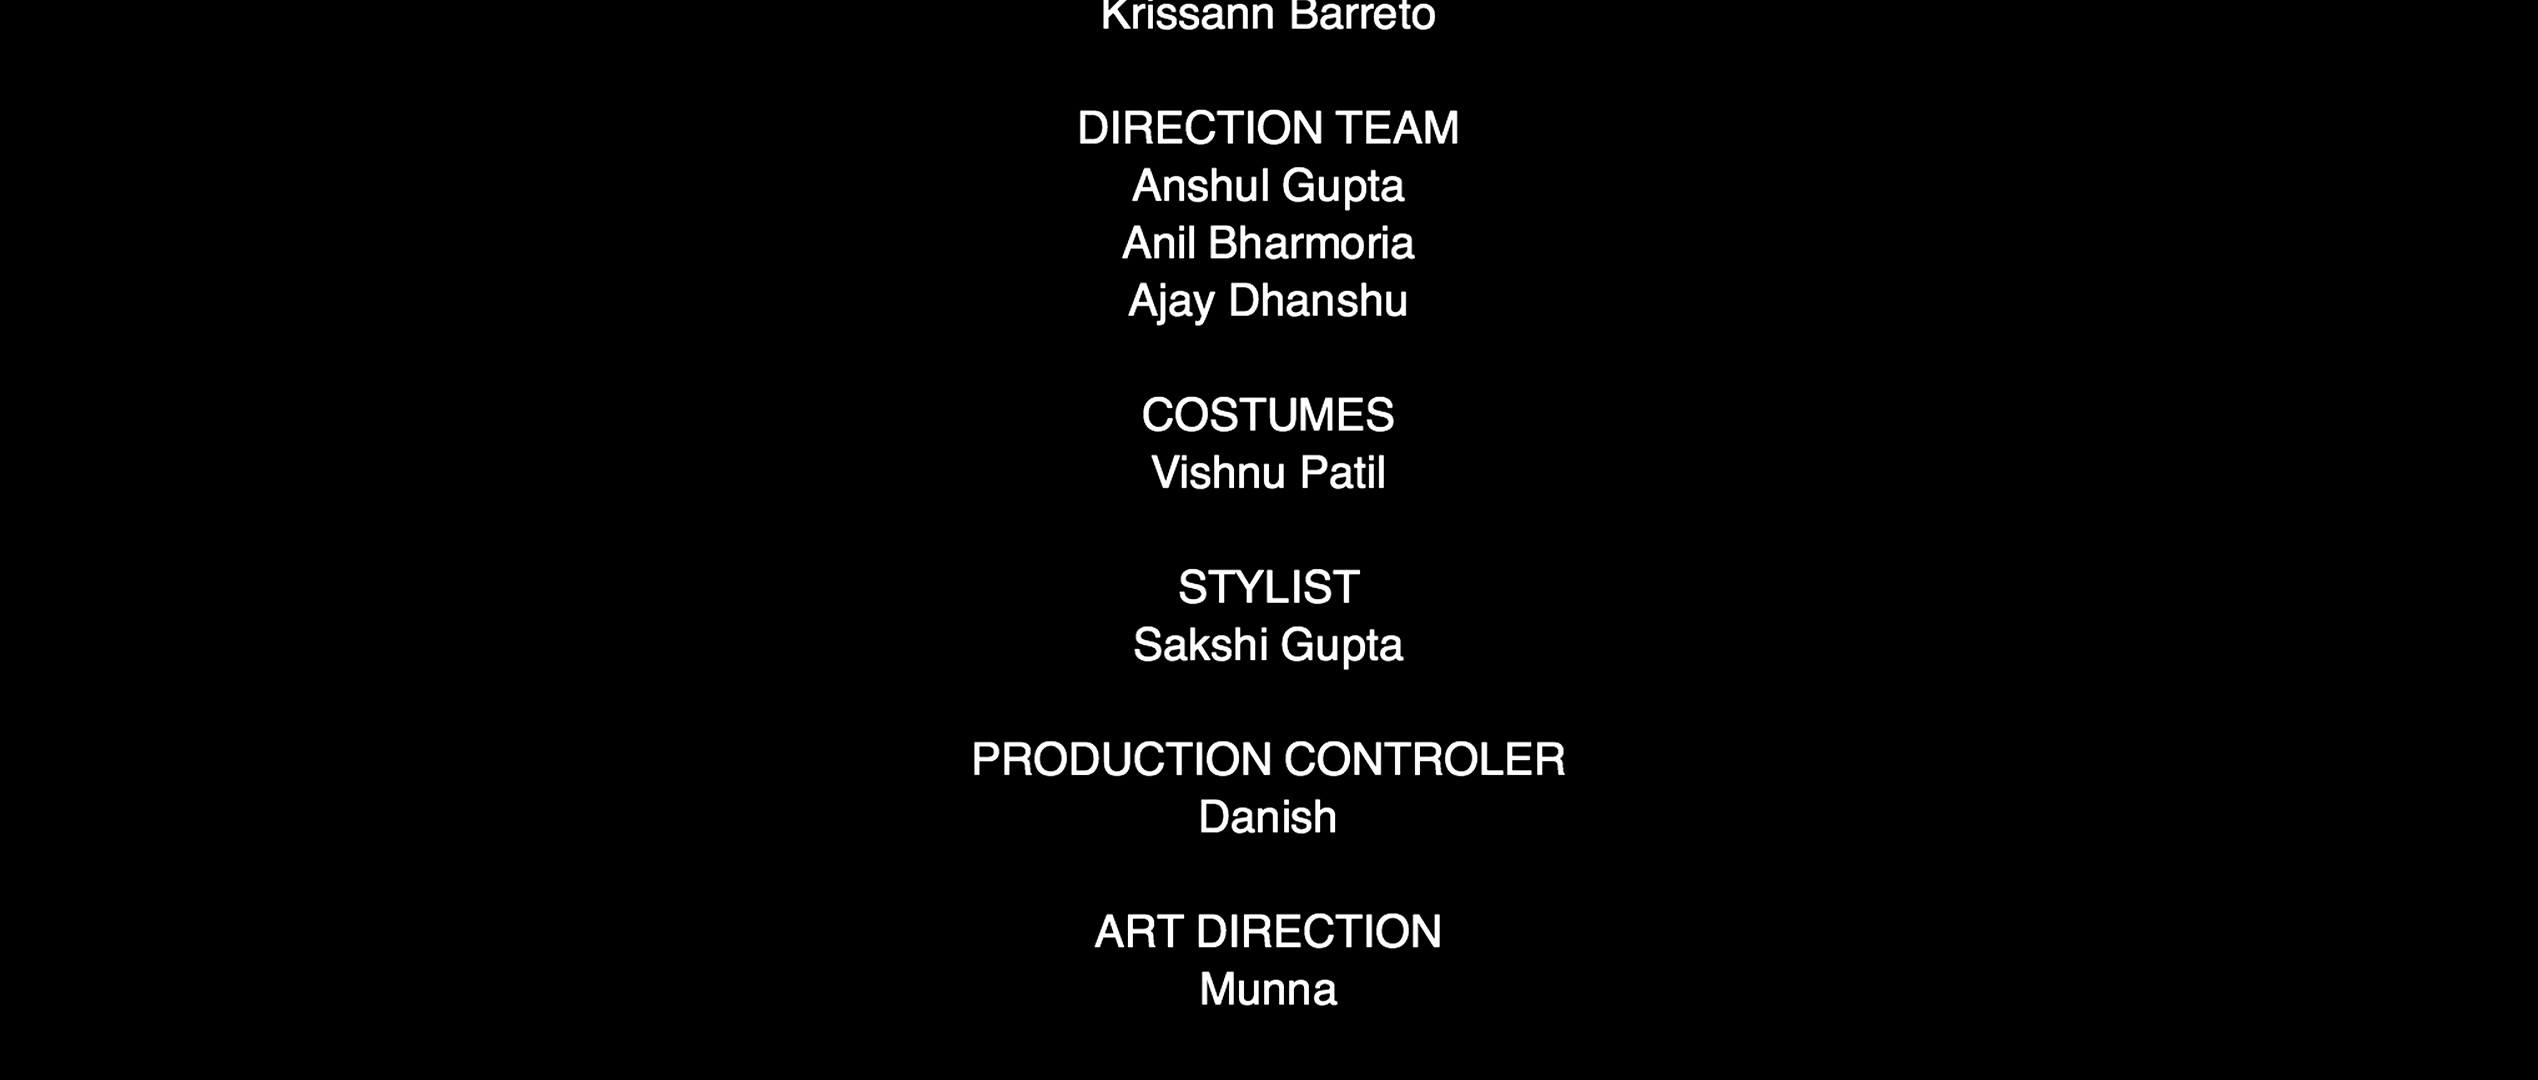 Krissann Barreto
DIRECTION TEAM
Anshul Gupta
Anil Bharmoria
Ajay Dhanshu
COSTUMES
Vishnu Patil
STYLIST
Sakshi Gupta
PRODUCTION CONTROLER
Danish
ART DIRECTION
Munna